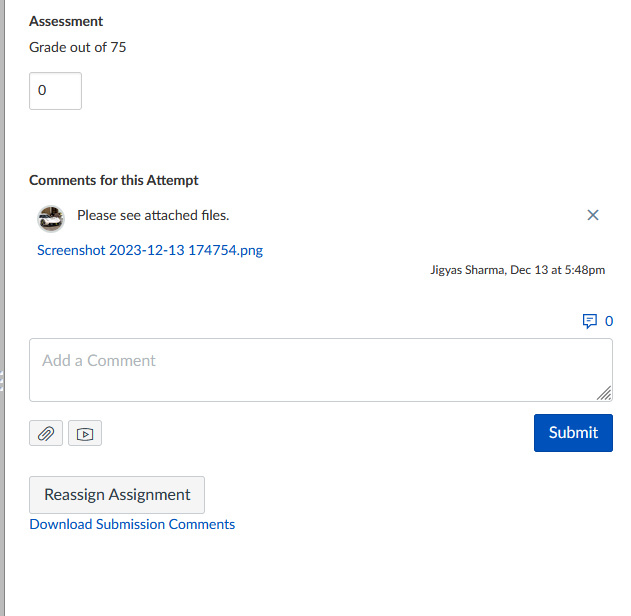 Assessment
Grade out of 75
0
Comments for this Attempt
Please see attached files.
Screenshot 2023-12-13 174754.png
Jigyas Sharma, Dec 13 at 5:48pm
0
Add a Comment
Submit
Reassign Assignment
Download Submission Comments